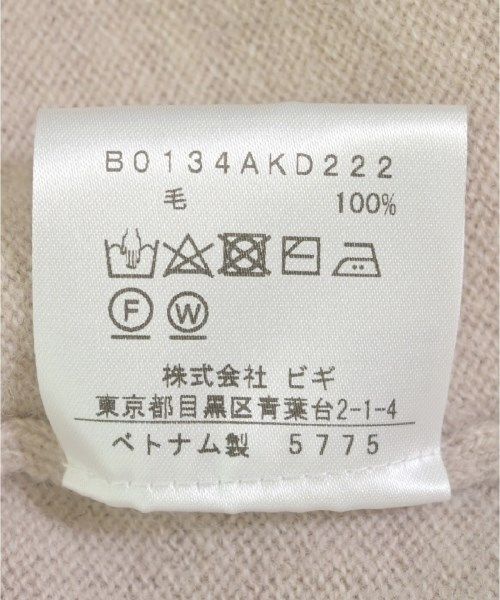 B0134AKD222
毛 100%
F W
株式会社 ビギ
東京都目黒区青葉台2-1-4
ベトナム製 5775